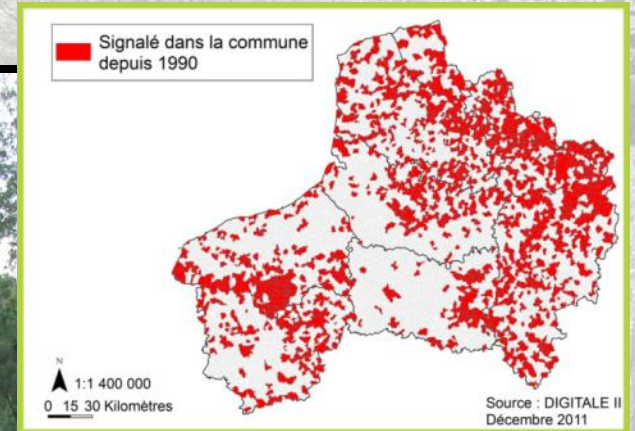 Signalé dans la commune
depuis 1990
N
1:1 400 000
0 15 30 Kilomètres
Source : DIGITALE II
Décembre 2011